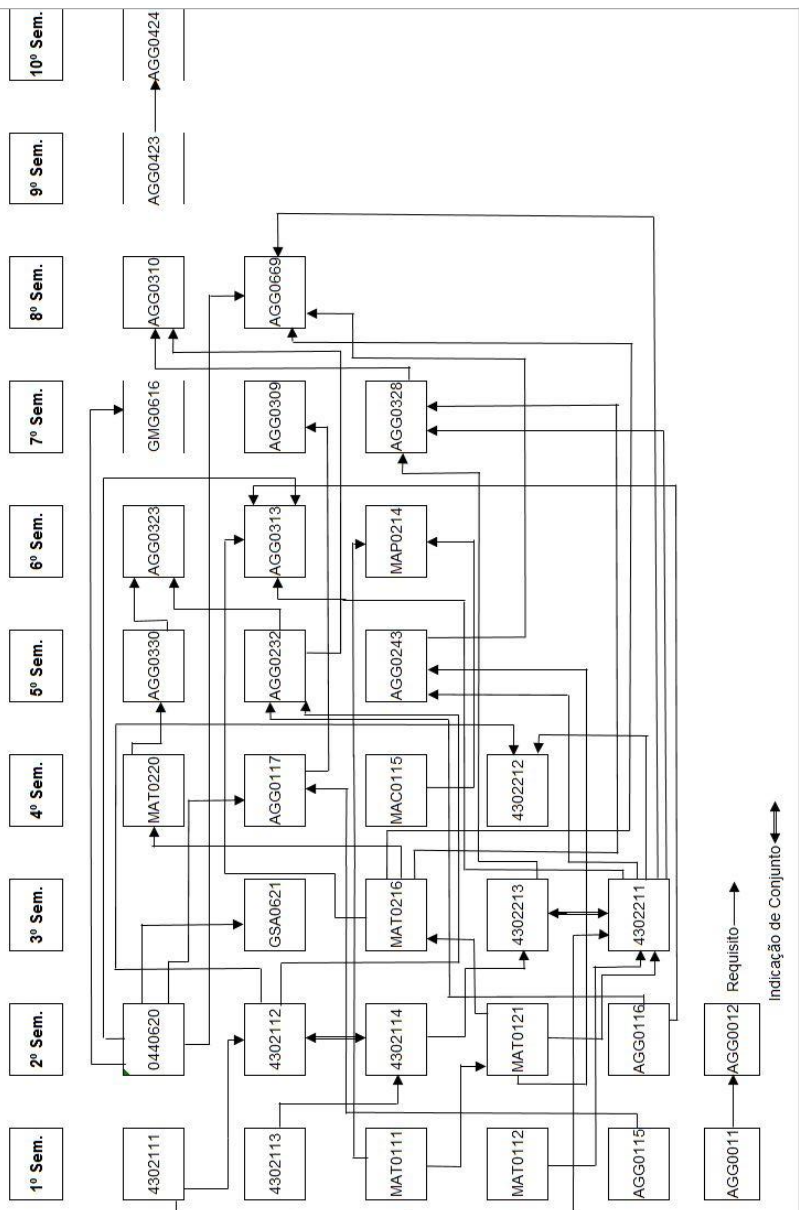 1º Sem. 2º Sem. 3º Sem. 4º Sem. 5º Sem. 6º Sem. 7º Sem. 8º Sem. 9º Sem. 10º Sem.
4302111 0440620 MAT0220 AGG0330 AGG0323 GMG0616 AGG0310 AGG0423 AGG0424
4302113 4302112 GSA0621 AGG0117 AGG0232 AGG0313 AGG0309 AGG0669
MAT0111 4302114 MAT0216 MAC0115 AGG0243 MAP0214 AGG0328
MAT0112 MAT0121 4302213 4302212
AGG0115 AGG0116 4302211
AGG0011 AGG0012 Requisito
Indicação de Conjunto